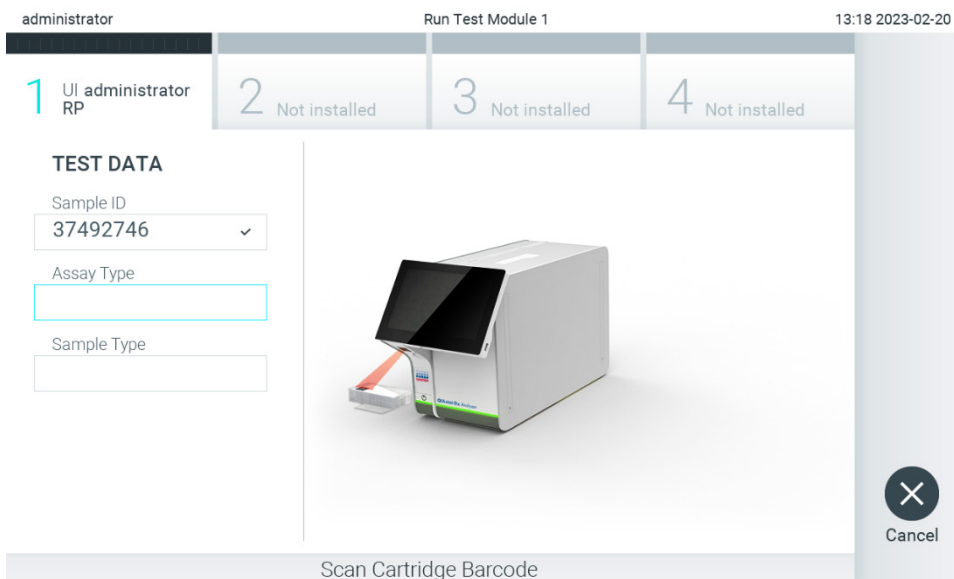 administrator Run Test Module 1 13:18 2023-02-20
1 UI administrator
RP
2 Not installed
3 Not installed
4 Not installed
TEST DATA
Sample ID
37492746
Assay Type
Sample Type
Cancel
Scan Cartridge Barcode